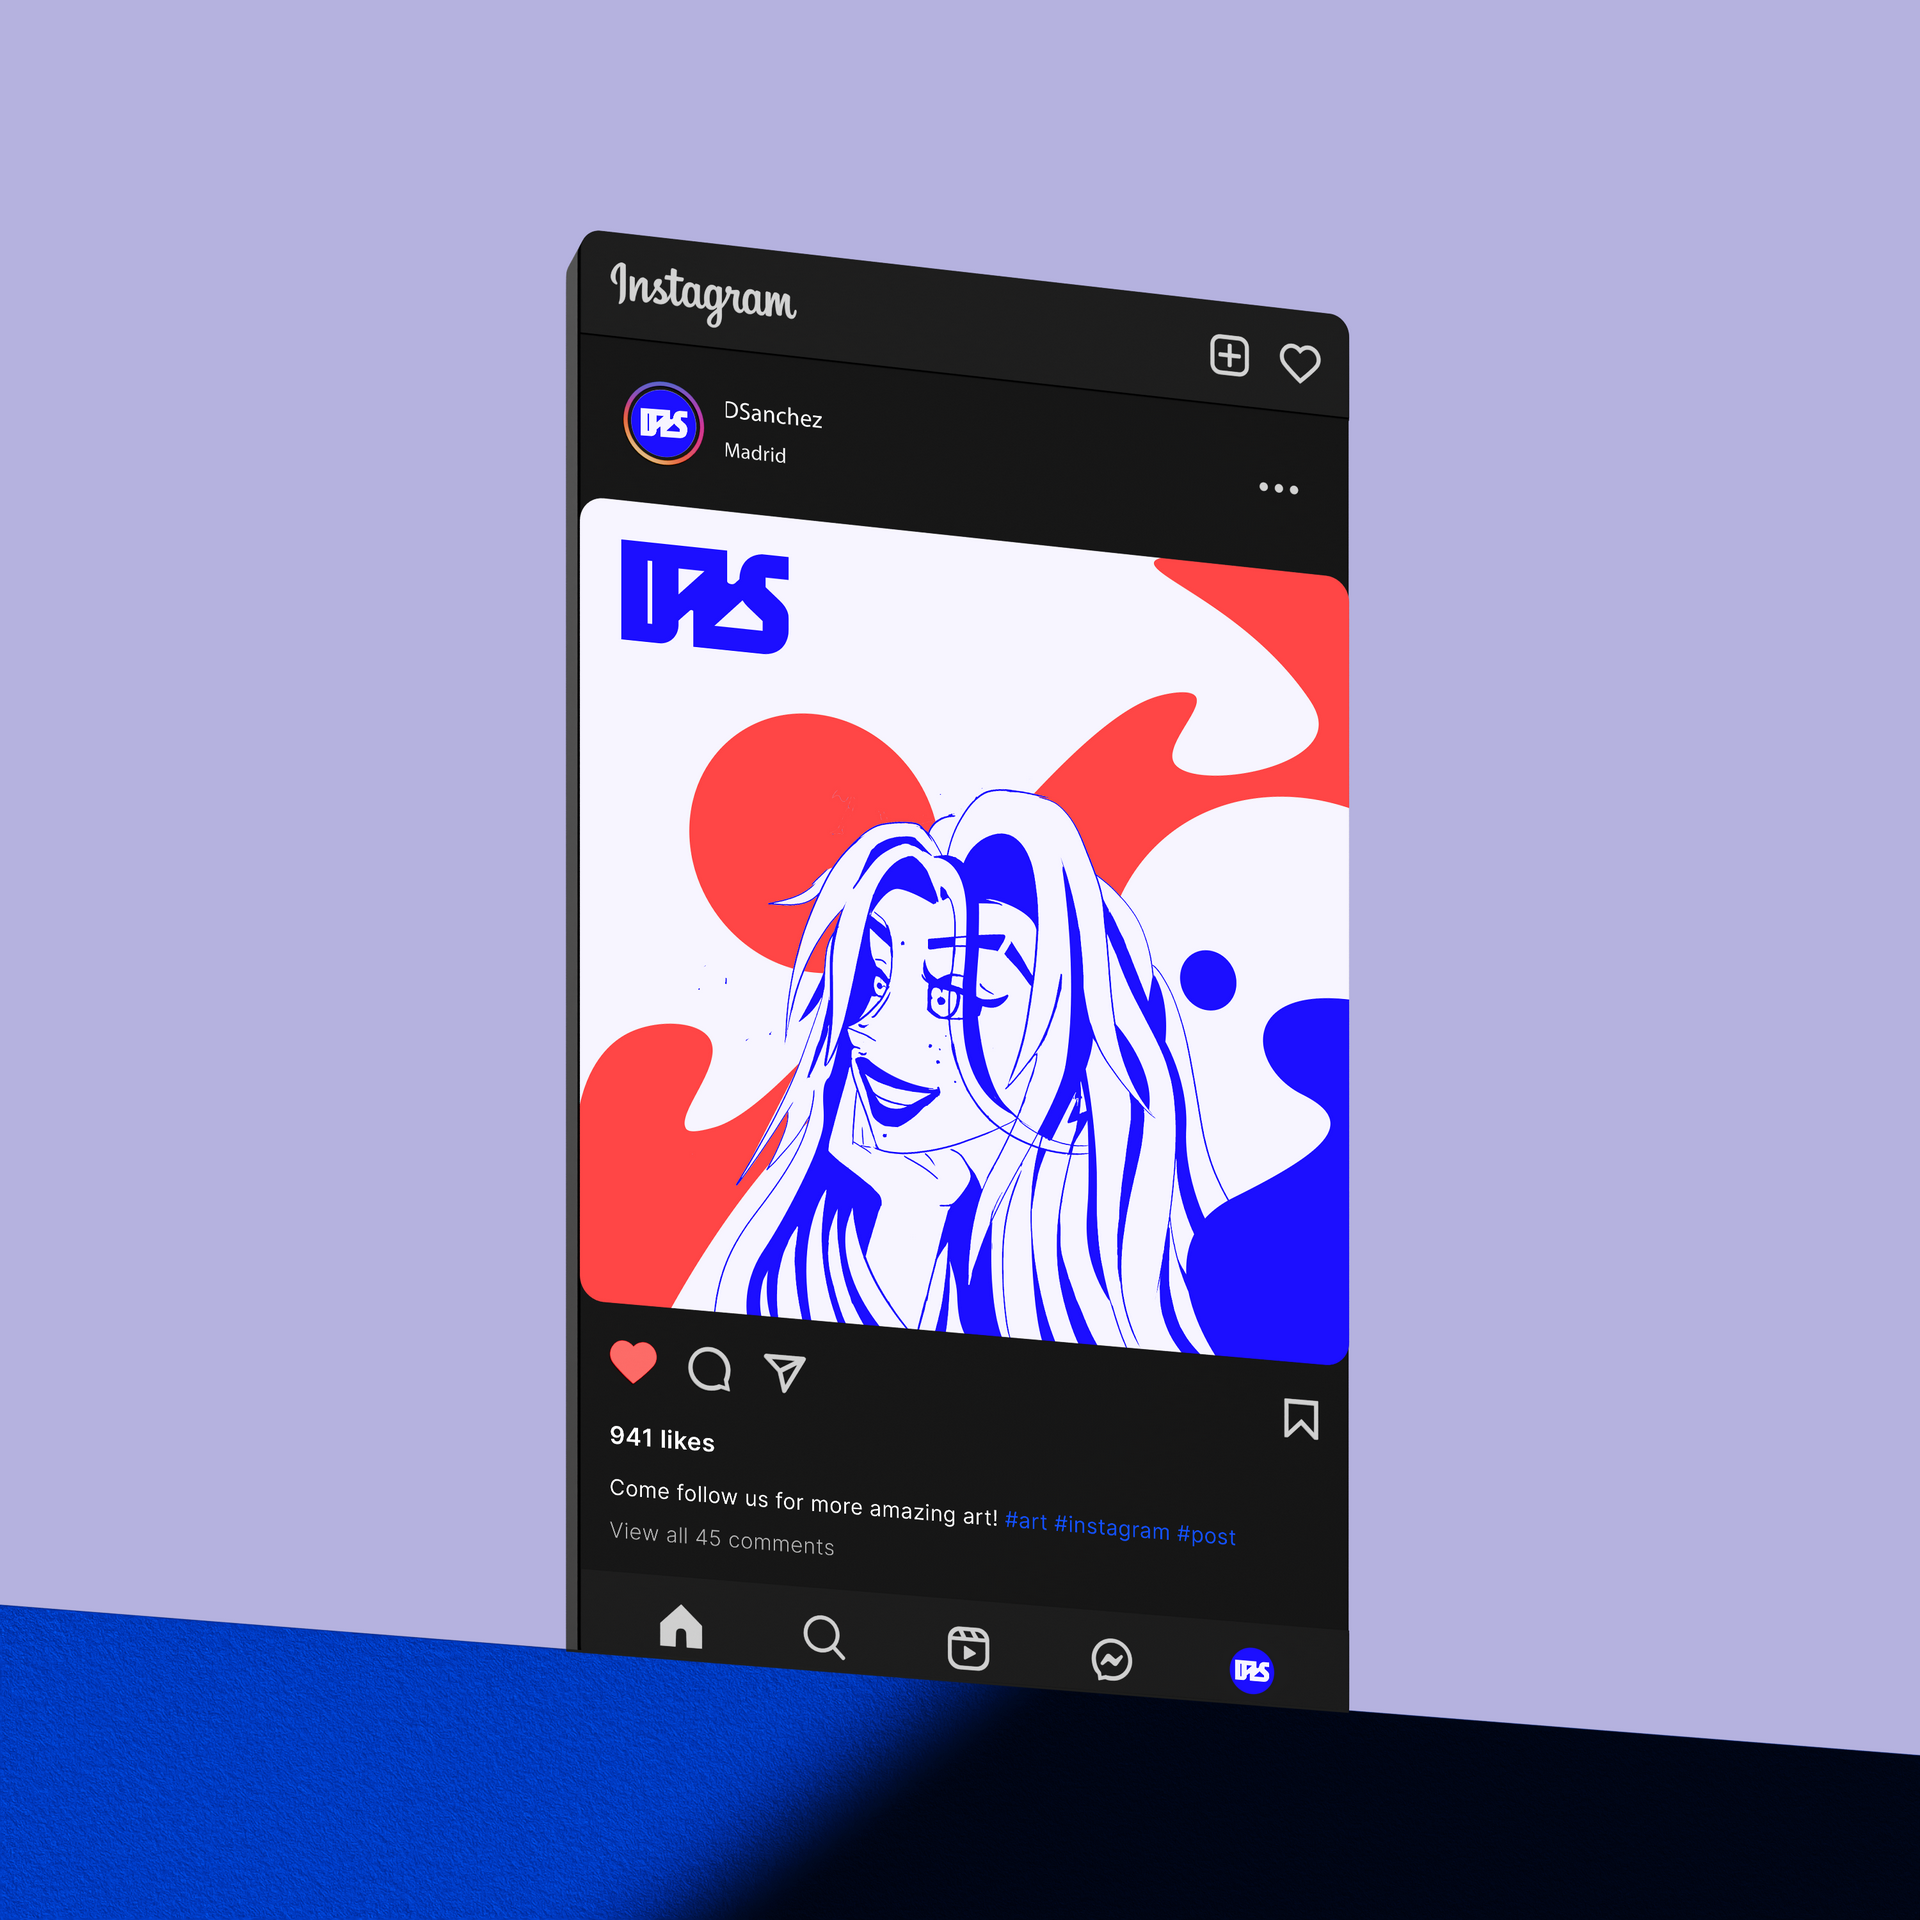 Instagram
DSanchez
Madrid
941 likes
Come follow us for more amazing art! #art #instagram #post
View all 45 comments